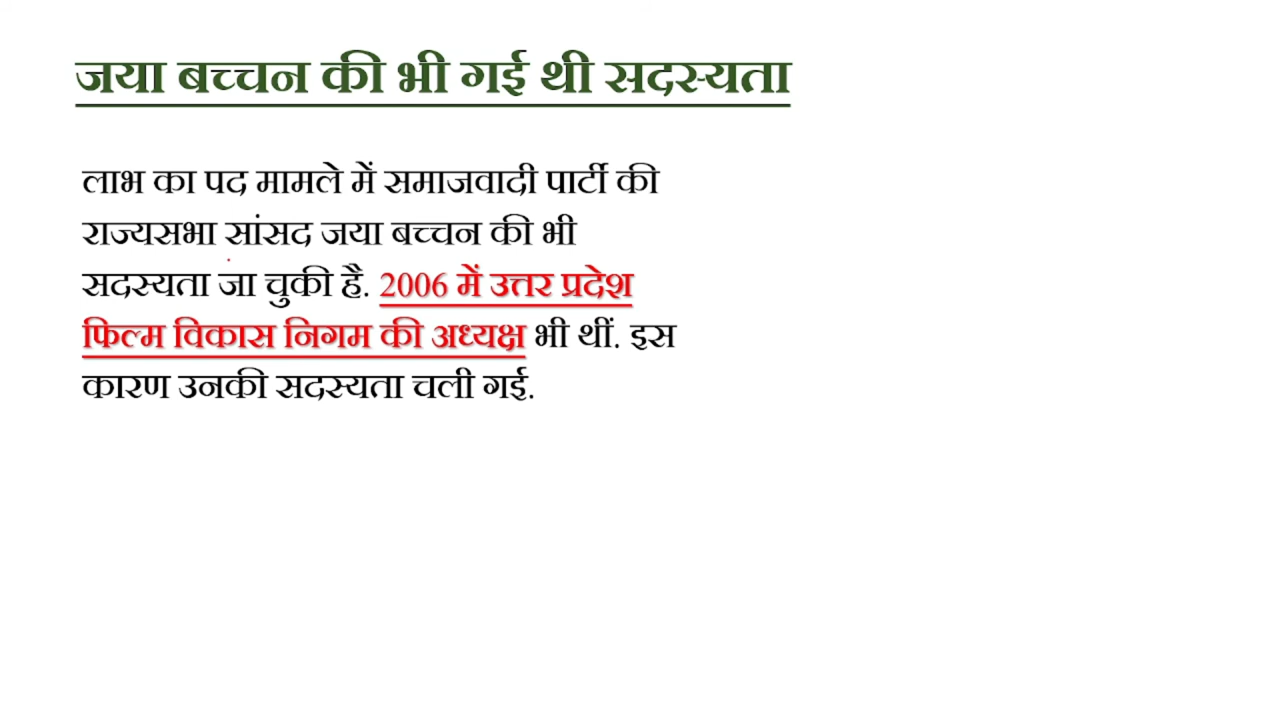 जया बच्चन की भी गई थी सदस्यता
लाभ का पद मामले में समाजवादी पार्टी की
राज्यसभा सांसद जया बच्चन की भी
सदस्यता जा चुकी है. 2006 में उत्तर प्रदेश
फिल्म विकास निगम की अध्यक्ष भी थीं. इस
कारण उनकी सदस्यता चली गई.